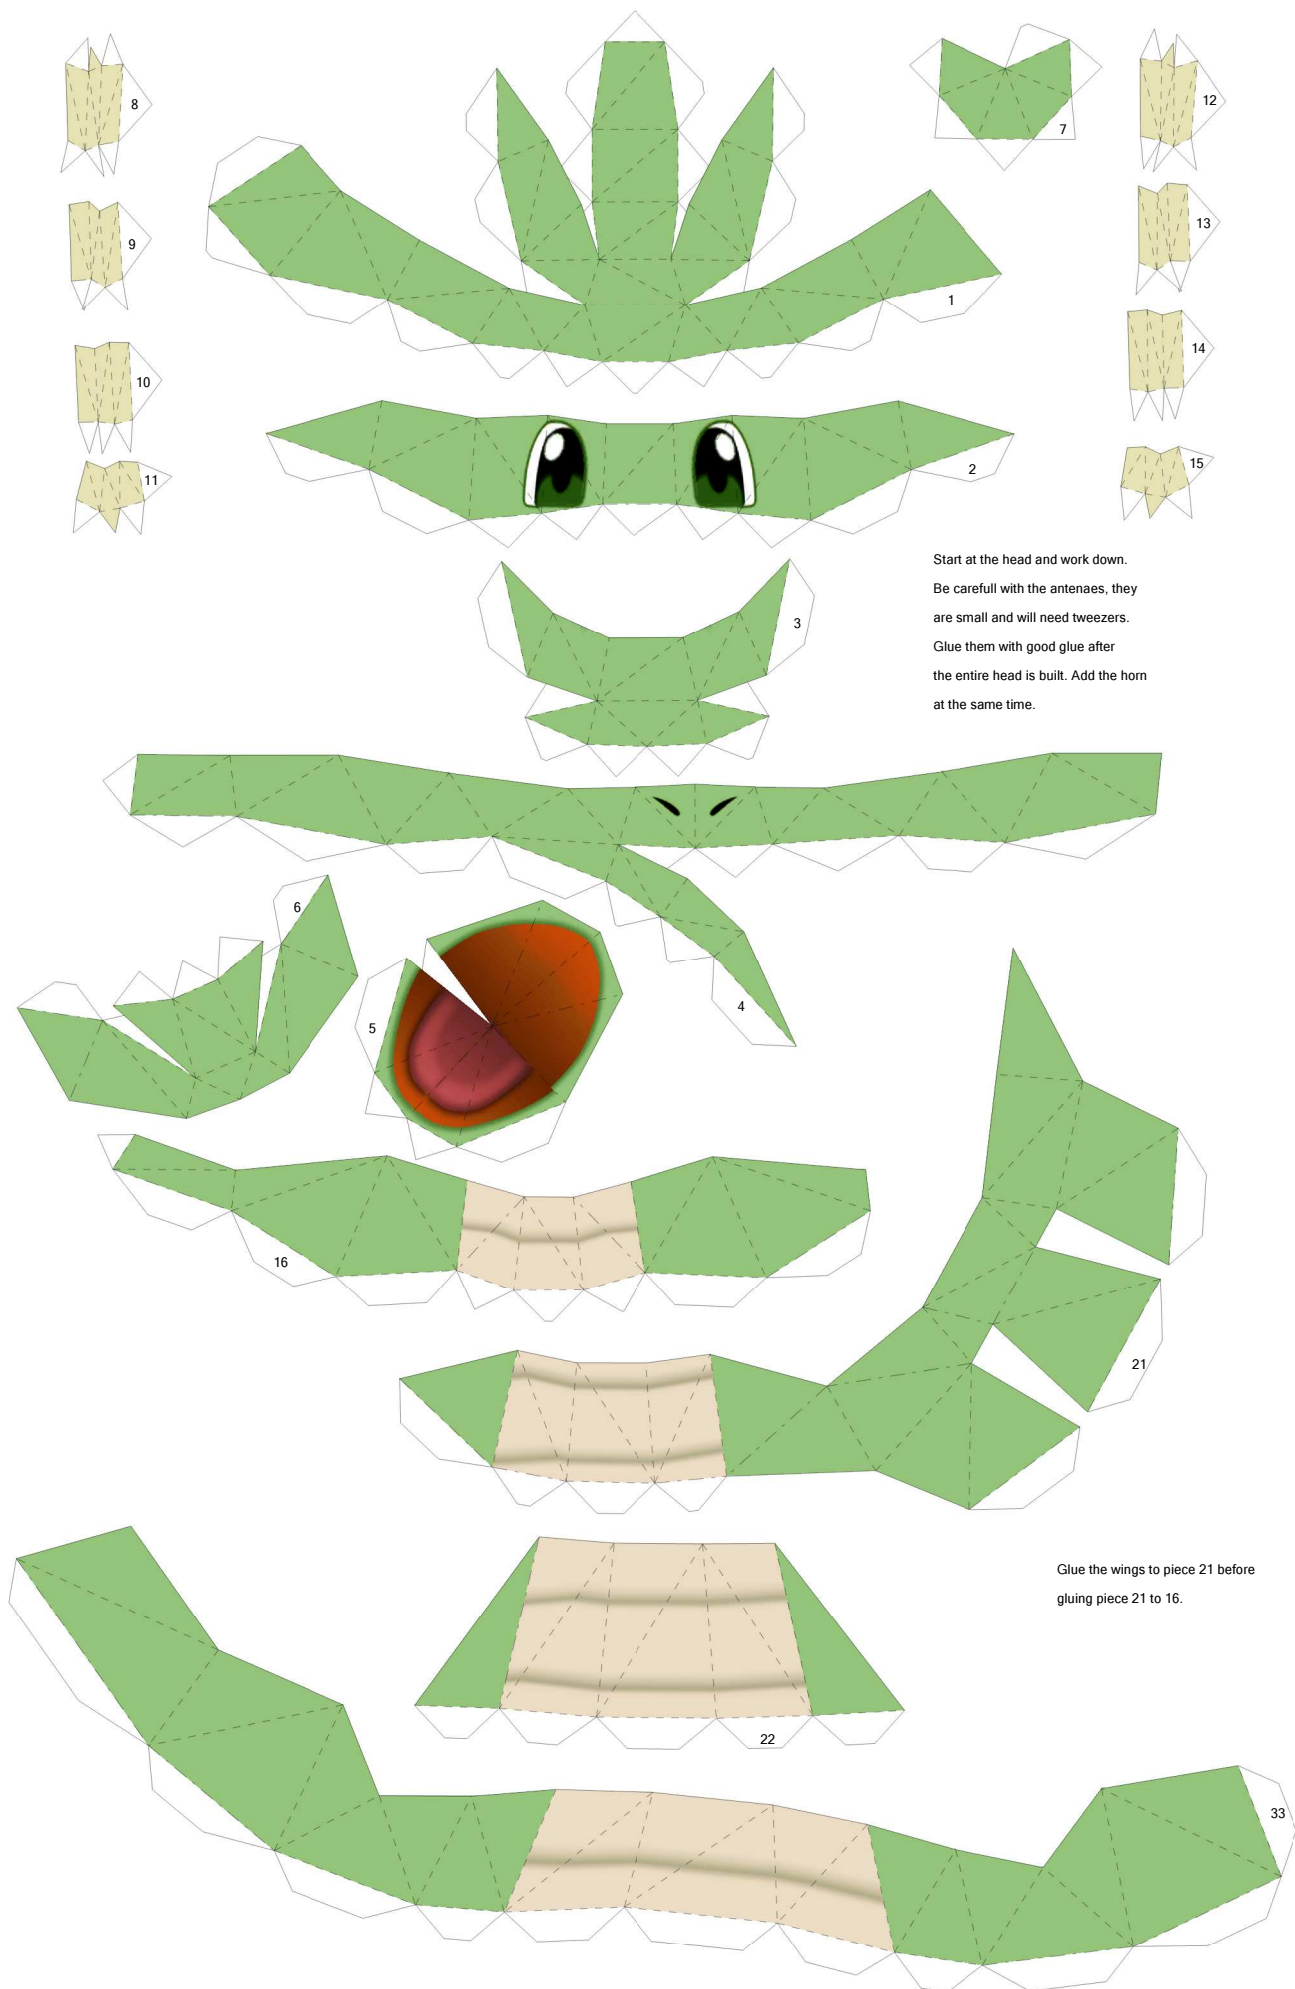 8
7
12
9
13
1
14
10
2
15
11
Start at the head and work down.
Be carefull with the antenaes, they
are small and will need tweezers.
Glue them with good glue after
the entire head is built. Add the horn
at the same time.
3
6
4
5
16
21
Glue the wings to piece 21 before
gluing piece 21 to 16.
22
33